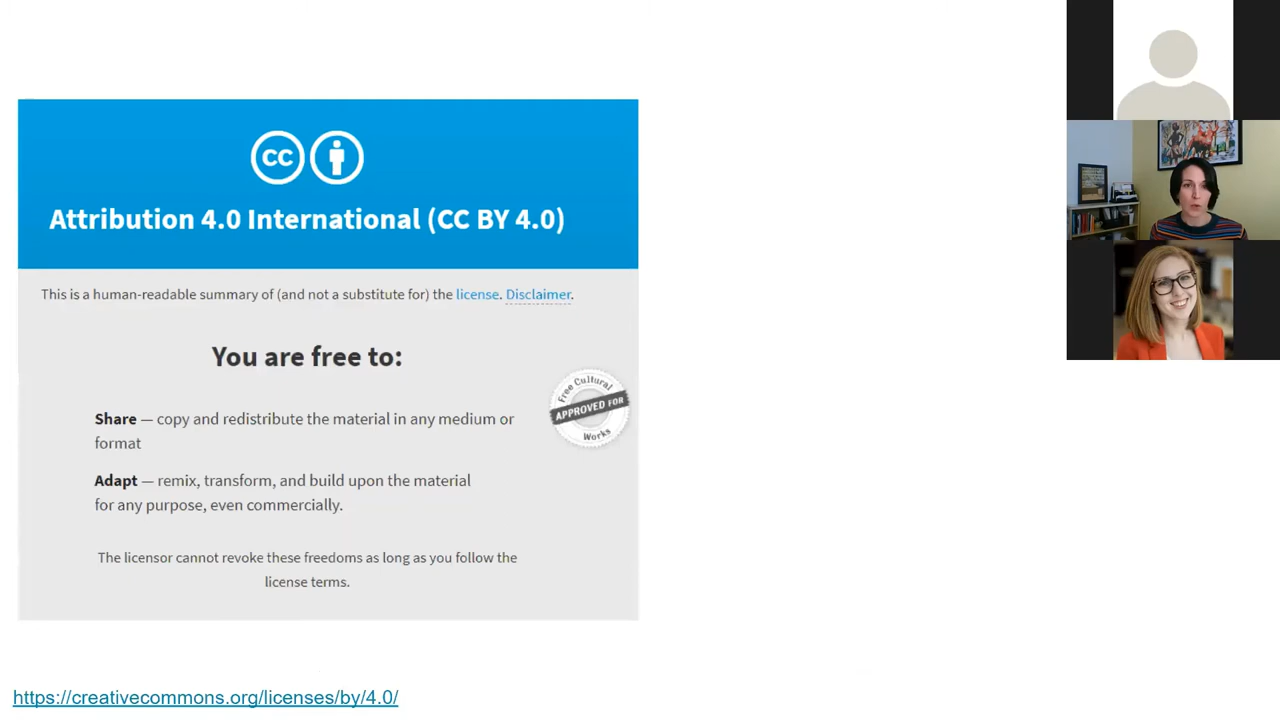 CC
Attribution 4.0 International (CC BY 4.0)
This is a human-readable summary of (and not a substitute for) the license. Disclaimer.
You are free to:
Share — copy and redistribute the material in any medium or
format
Adapt — remix, transform, and build upon the material
for any purpose, even commercially.
Free Cultural
APPROVED FOR
Works
The licensor cannot revoke these freedoms as long as you follow the
license terms.
https://creativecommons.org/licenses/by/4.0/